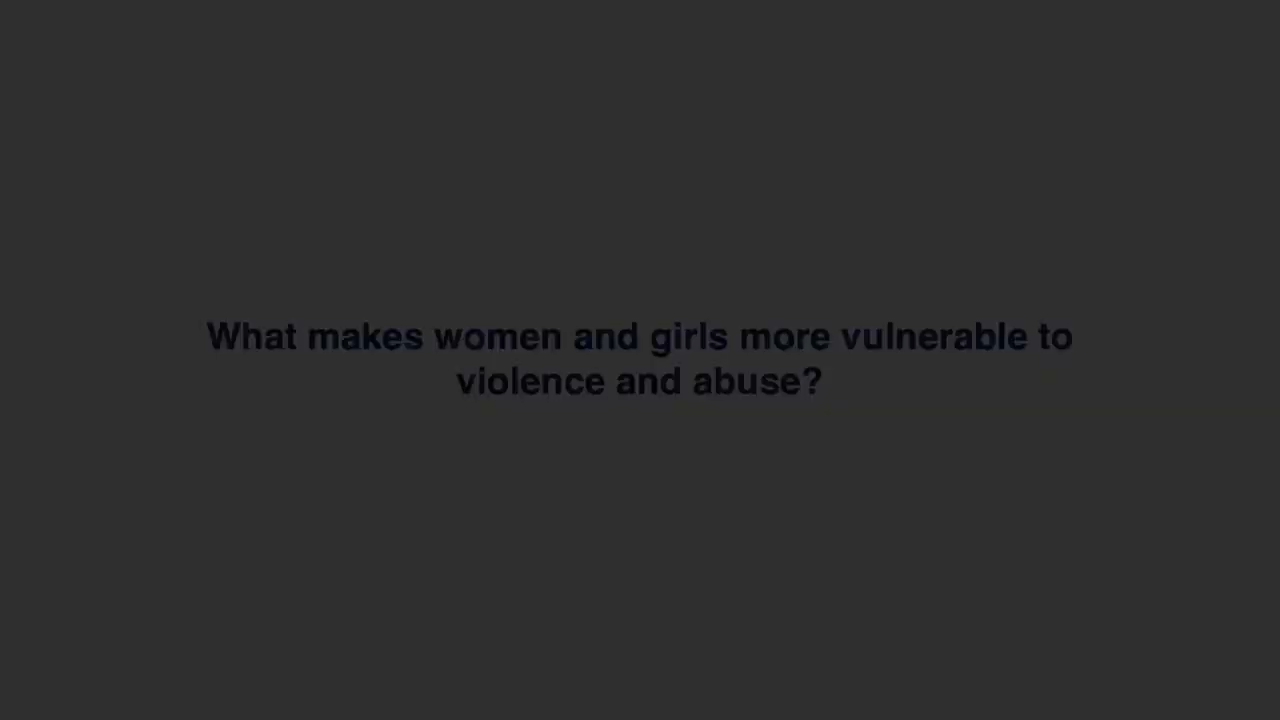 What makes women and girls more vulnerable to
violence and abuse?